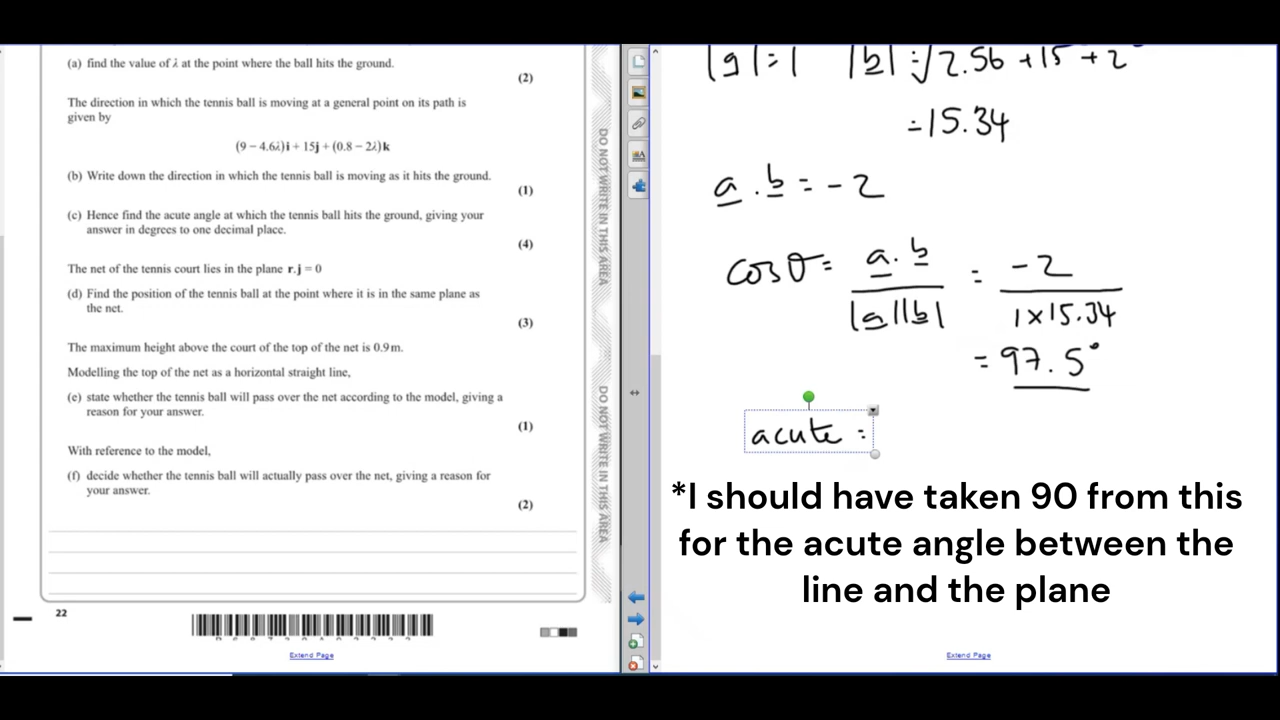 (a) find the value of λ at the point where the ball hits the ground.
(2)
The direction in which the tennis ball is moving at a general point on its path is
given by
(9 – 4.6λ)i + 15j + (0.8 – 2λ)k
(b) Write down the direction in which the tennis ball is moving as it hits the ground.
(1)
(c) Hence find the acute angle at which the tennis ball hits the ground, giving your
answer in degrees to one decimal place.
(4)
The net of the tennis court lies in the plane r.j = 0
(d) Find the position of the tennis ball at the point where it is in the same plane as
the net.
(3)
The maximum height above the court of the top of the net is 0.9 m.
Modelling the top of the net as a horizontal straight line,
(e) state whether the tennis ball will pass over the net according to the model, giving a
reason for your answer.
(1)
With reference to the model,
(f) decide whether the tennis ball will actually pass over the net, giving a reason for
your answer.
(2)
22
Extend Page
DO NOT WRITE IN THIS AREA
DO NOT WRITE IN THIS AREA
|a| = 1 |b| = √2.56 + 15² + 2²
= 15.34
a . b = -2
cos θ = a . b / |a||b| = -2 / 1 × 15.34
= 97.5°
acute =
*I should have taken 90 from this
for the acute angle between the
line and the plane
Extend Page